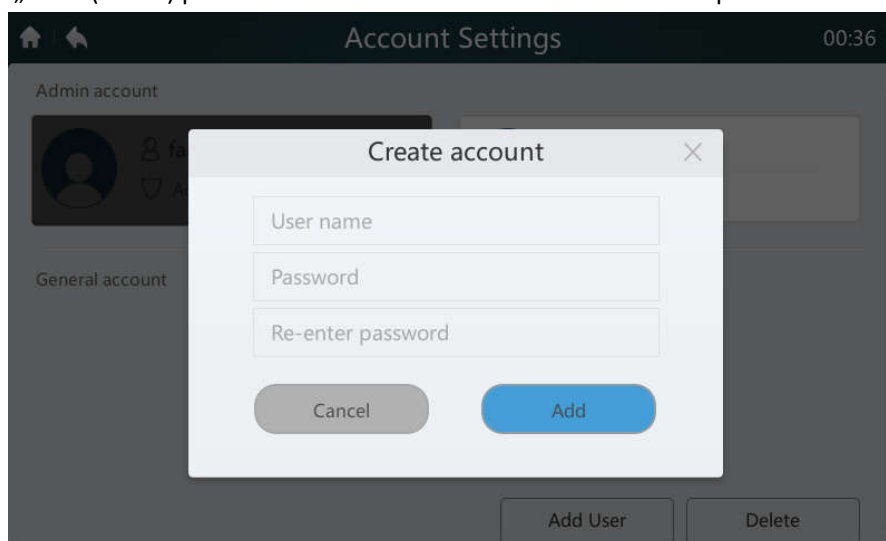 Account Settings 00:36
Admin account
fa
Create account
User name
General account
Password
Re-enter password
Cancel Add
Add User Delete